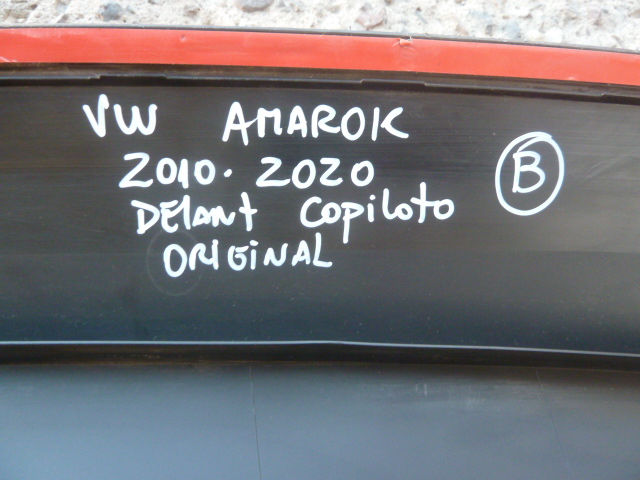 VW AMAROK
2010. 2020
DElAnT CopiloTo
ORIGINAL
B